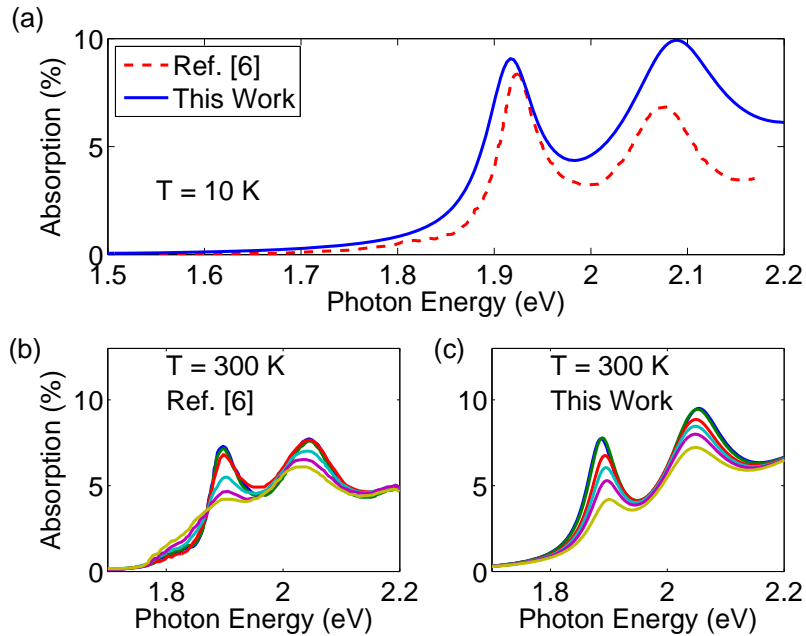 (a)
10
5
0
Absorption (%)
Ref. [6]
This Work
T = 10 K
1.5 1.6 1.7 1.8 1.9 2 2.1 2.2
Photon Energy (eV)
(b)
10
5
0
Absorption (%)
T = 300 K
Ref. [6]
1.8 2 2.2
Photon Energy (eV)
(c)
10
5
0
T = 300 K
This Work
1.8 2 2.2
Photon Energy (eV)